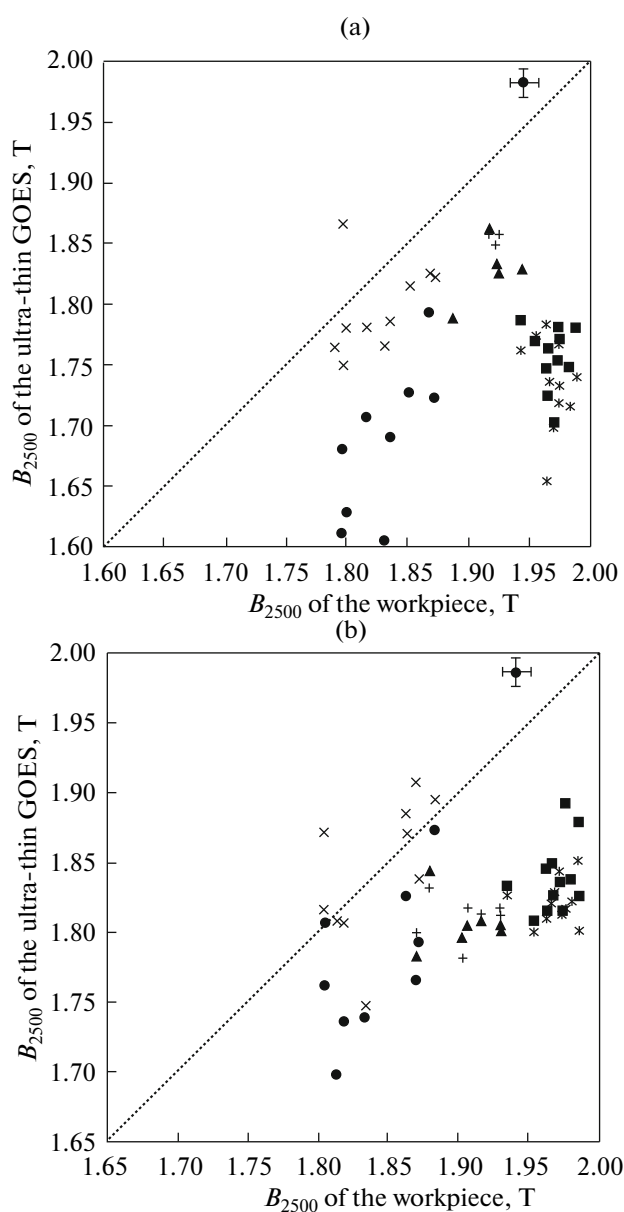 (a)
2.00
1.95
1.90
1.85
1.80
1.75
1.70
1.65
1.60
B2500 of the ultra-thin GOES, T
1.60 1.65 1.70 1.75 1.80 1.85 1.90 1.95 2.00
B2500 of the workpiece, T
(b)
2.00
1.95
1.90
1.85
1.80
1.75
1.70
1.65
B2500 of the ultra-thin GOES, T
1.65 1.70 1.75 1.80 1.85 1.90 1.95 2.00
B2500 of the workpiece, T